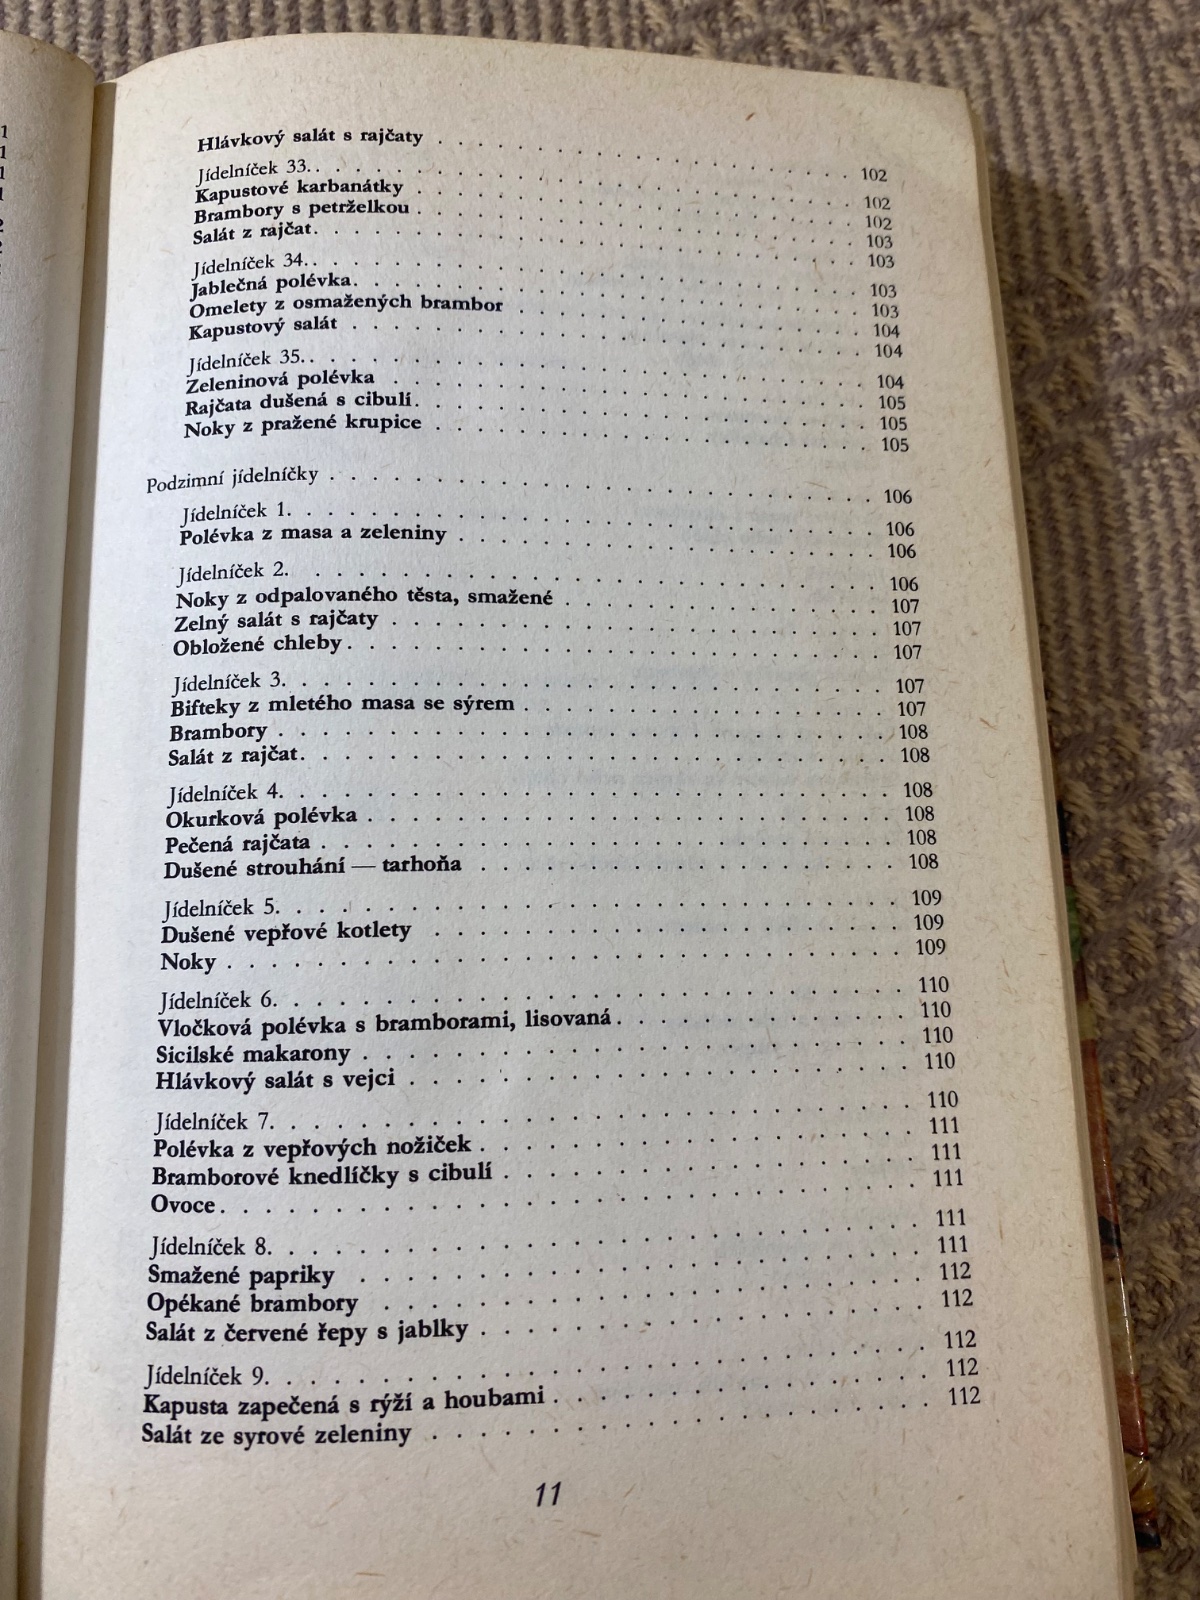 Hlávkový salát s rajčaty . . . . . . . . . . . . . . . . . . 102
Jídelníček 33. . . . . . . . . . . . . . . . . . . . . . . 102
Kapustové karbanátky . . . . . . . . . . . . . . . . . . . 102
Brambory s petrželkou . . . . . . . . . . . . . . . . . . . 103
Salát z rajčat. . . . . . . . . . . . . . . . . . . . . . . 103
Jídelníček 34. . . . . . . . . . . . . . . . . . . . . . . 103
Jablečná polévka. . . . . . . . . . . . . . . . . . . . . . 103
Omelety z osmažených brambor . . . . . . . . . . . . . . . 104
Kapustový salát . . . . . . . . . . . . . . . . . . . . . . 104
Jídelníček 35. . . . . . . . . . . . . . . . . . . . . . . 104
Zeleninová polévka . . . . . . . . . . . . . . . . . . . . 105
Rajčata dušená s cibulí. . . . . . . . . . . . . . . . . . 105
Noky z pražené krupice . . . . . . . . . . . . . . . . . . 105
Podzimní jídelníčky . . . . . . . . . . . . . . . . . . . . 106
Jídelníček 1. . . . . . . . . . . . . . . . . . . . . . . . 106
Polévka z masa a zeleniny . . . . . . . . . . . . . . . . . 106
Jídelníček 2. . . . . . . . . . . . . . . . . . . . . . . . 106
Noky z odpalovaného těsta, smažené . . . . . . . . . . . . 107
Zelný salát s rajčaty . . . . . . . . . . . . . . . . . . . 107
Obložené chleby . . . . . . . . . . . . . . . . . . . . . . 107
Jídelníček 3. . . . . . . . . . . . . . . . . . . . . . . . 107
Bifteky z mletého masa se sýrem . . . . . . . . . . . . . . 107
Brambory . . . . . . . . . . . . . . . . . . . . . . . . . 108
Salát z rajčat. . . . . . . . . . . . . . . . . . . . . . . 108
Jídelníček 4. . . . . . . . . . . . . . . . . . . . . . . . 108
Okurková polévka . . . . . . . . . . . . . . . . . . . . . 108
Pečená rajčata . . . . . . . . . . . . . . . . . . . . . . 108
Dušené strouhání — tarhoňa . . . . . . . . . . . . . . . . 108
Jídelníček 5. . . . . . . . . . . . . . . . . . . . . . . . 109
Dušené vepřové kotlety . . . . . . . . . . . . . . . . . . 109
Noky . . . . . . . . . . . . . . . . . . . . . . . . . . . 109
Jídelníček 6. . . . . . . . . . . . . . . . . . . . . . . . 110
Vločková polévka s bramborami, lisovaná . . . . . . . . . . 110
Sicilské makarony . . . . . . . . . . . . . . . . . . . . . 110
Hlávkový salát s vejci . . . . . . . . . . . . . . . . . . 110
Jídelníček 7. . . . . . . . . . . . . . . . . . . . . . . . 110
Polévka z vepřových nožiček . . . . . . . . . . . . . . . . 111
Bramborové knedlíčky s cibulí . . . . . . . . . . . . . . . 111
Ovoce . . . . . . . . . . . . . . . . . . . . . . . . . . . 111
Jídelníček 8. . . . . . . . . . . . . . . . . . . . . . . . 111
Smažené papriky . . . . . . . . . . . . . . . . . . . . . . 111
Opékané brambory . . . . . . . . . . . . . . . . . . . . . 112
Salát z červené řepy s jablky . . . . . . . . . . . . . . . 112
Jídelníček 9. . . . . . . . . . . . . . . . . . . . . . . . 112
Kapusta zapečená s rýží a houbami . . . . . . . . . . . . . 112
Salát ze syrové zeleniny . . . . . . . . . . . . . . . . . 112
11